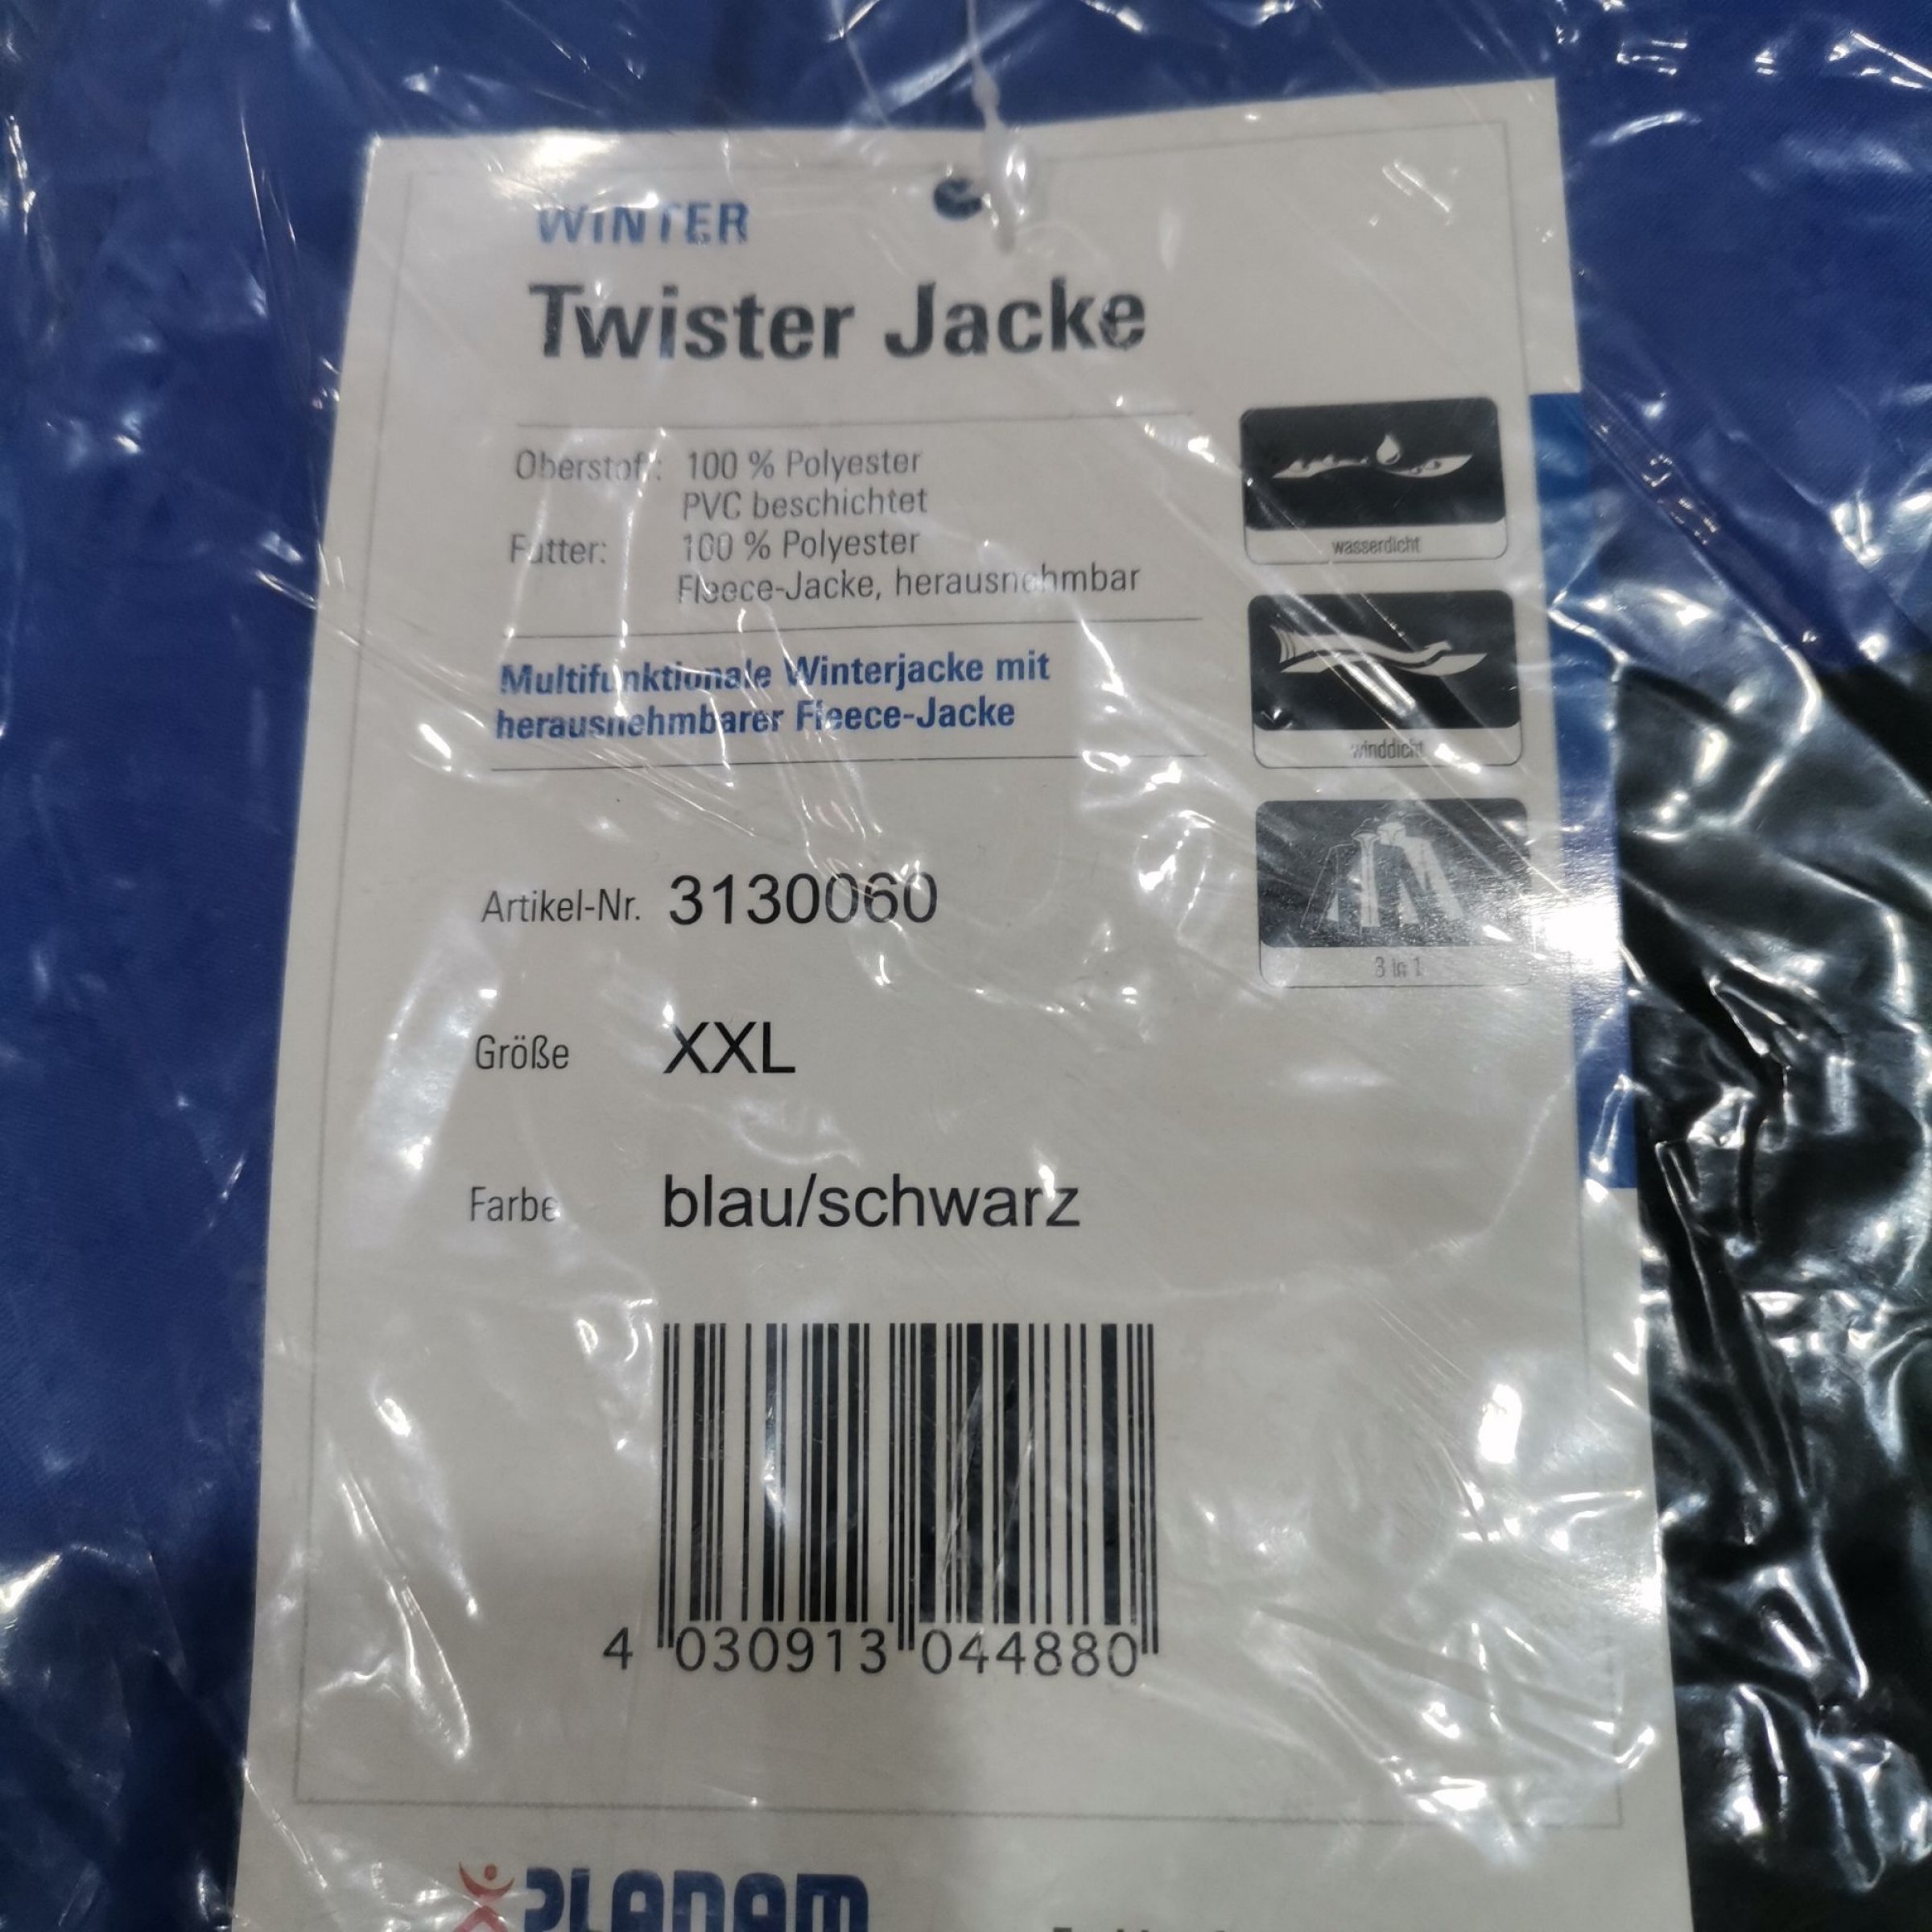 WINTER
Twister Jacke
Oberstoff: 100 % Polyester
PVC beschichtet
Futter: 100 % Polyester
Fleece-Jacke, herausnehmbar
Multifunktionale Winterjacke mit
herausnehmbarer Fleece-Jacke
wasserdicht
winddicht
3 in 1
Artikel-Nr. 3130060
Größe XXL
Farbe blau/schwarz
4 030913 044880
PLANAM